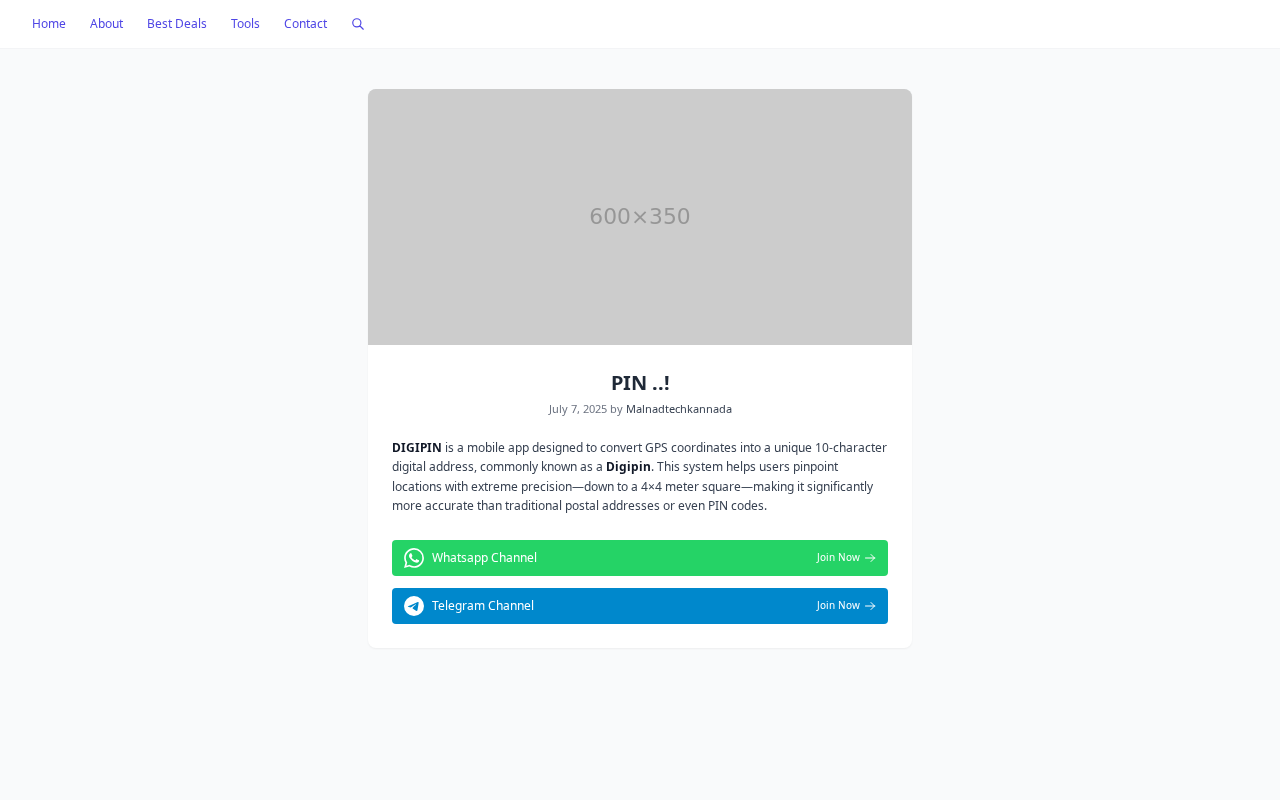 Home About Best Deals Tools Contact
600×350
PIN ..!
July 7, 2025 by Malnadtechkannada
DIGIPIN is a mobile app designed to convert GPS coordinates into a unique 10-character
digital address, commonly known as a Digipin. This system helps users pinpoint
locations with extreme precision—down to a 4×4 meter square—making it significantly
more accurate than traditional postal addresses or even PIN codes.
Whatsapp Channel Join Now →
Telegram Channel Join Now →